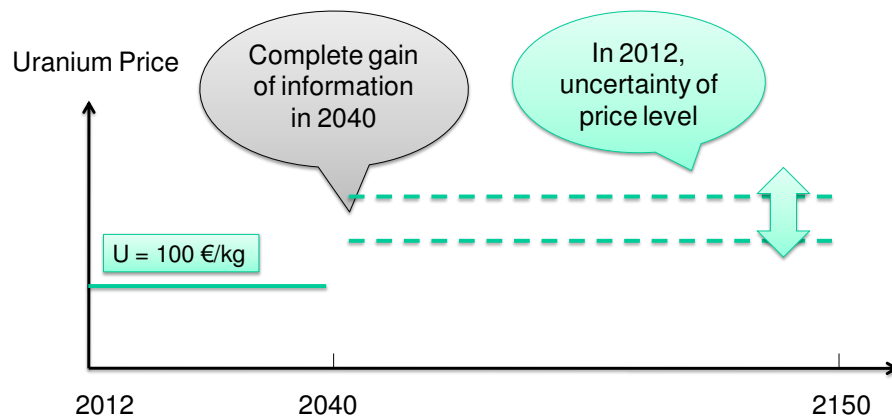 Uranium Price
Complete gain
of information
in 2040
In 2012,
uncertainty of
price level
U = 100 €/kg
2012
2040
2150